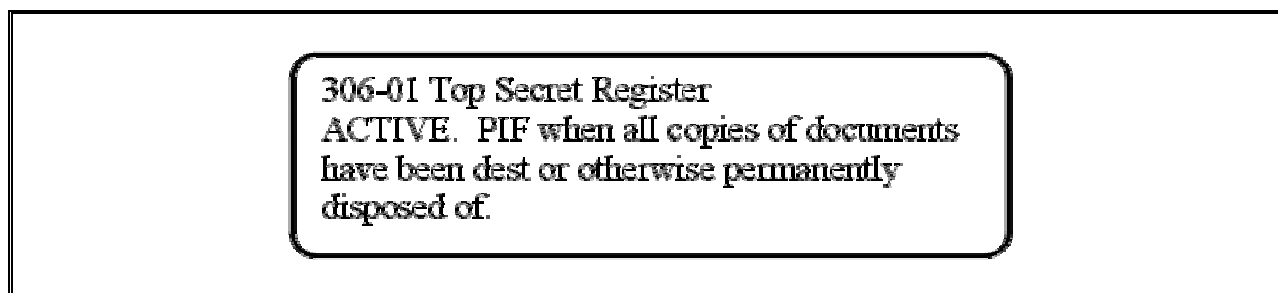 306-01 Top Secret Register
ACTIVE.  PIF when all copies of documents
have been dest or otherwise permanently
disposed of.